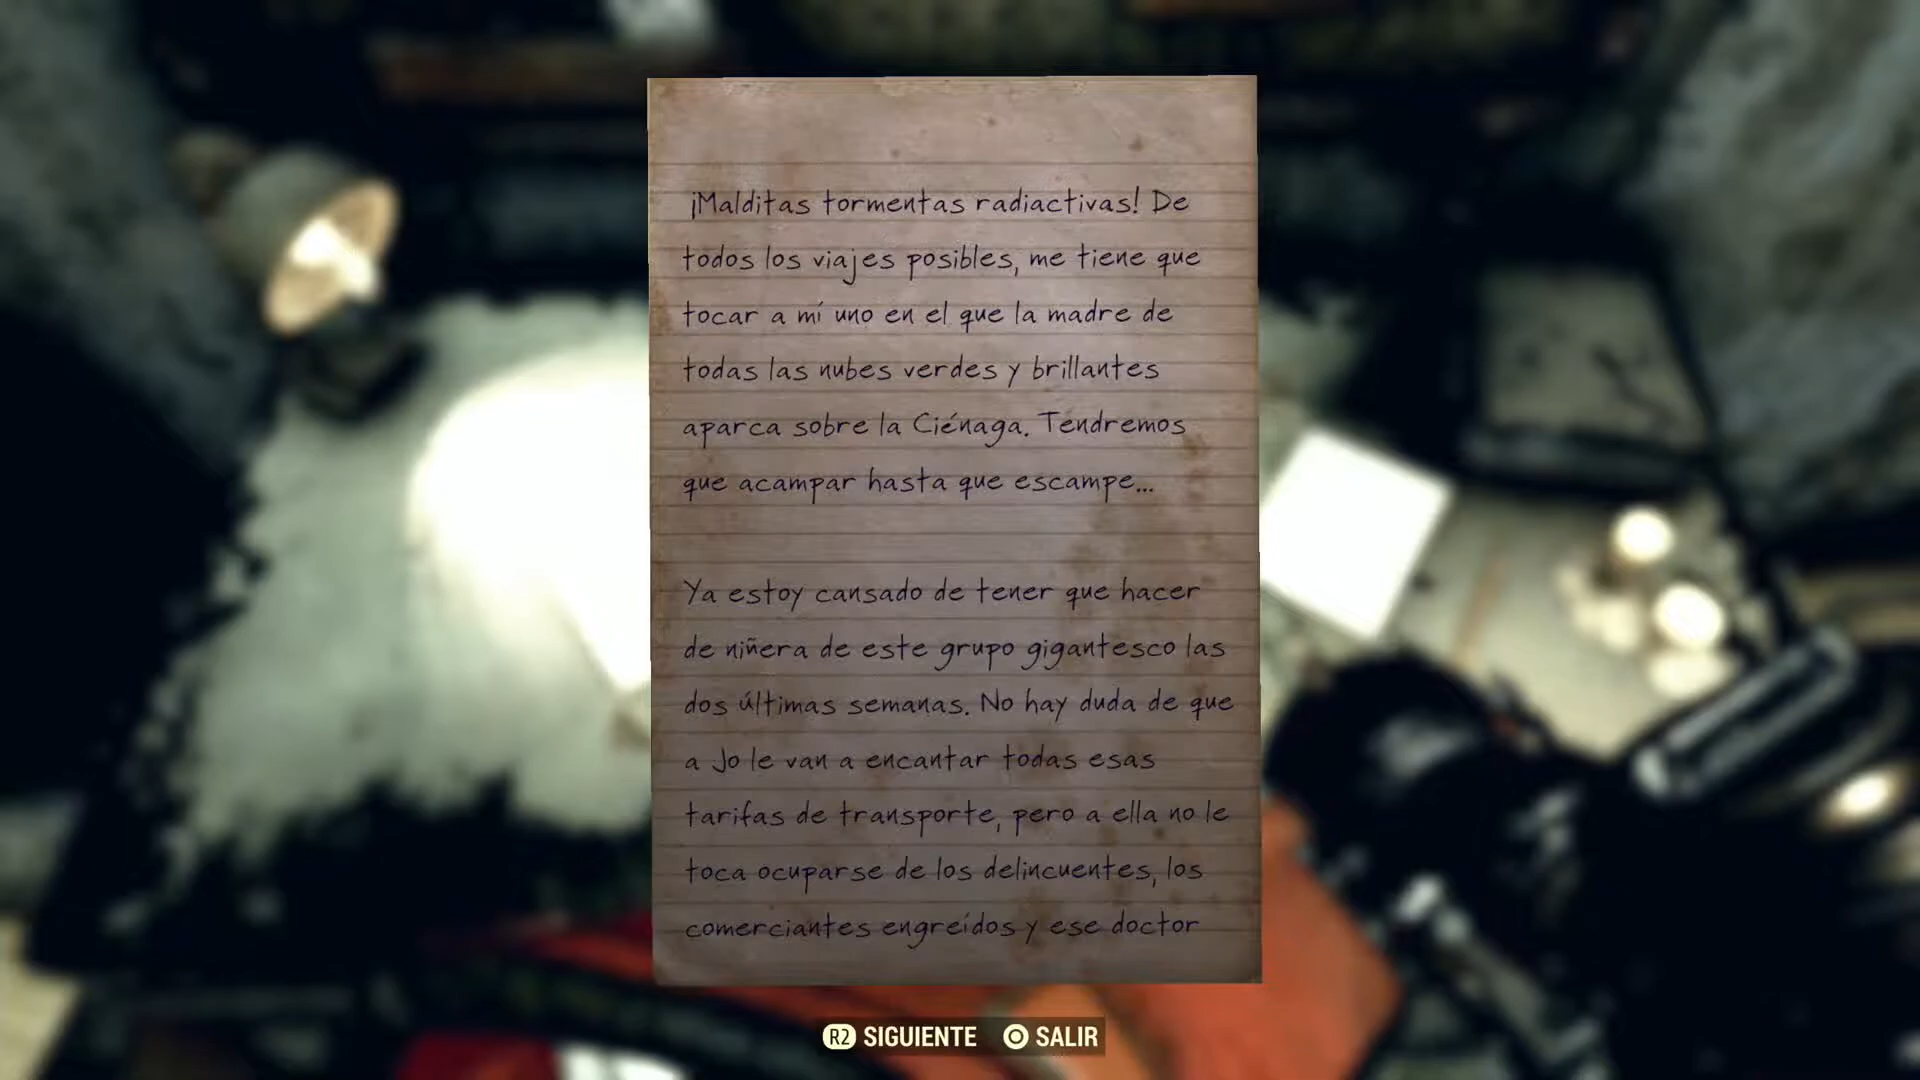 ¡Malditas tormentas radiactivas! De
todos los viajes posibles, me tiene que
tocar a mí uno en el que la madre de
todas las nubes verdes y brillantes
aparca sobre la Ciénaga. Tendremos
que acampar hasta que escampe...
Ya estoy cansado de tener que hacer
de niñera de este grupo gigantesco las
dos últimas semanas. No hay duda de que
a Jo le van a encantar todas esas
tarifas de transporte, pero a ella no le
toca ocuparse de los delincuentes, los
comerciantes engreídos y ese doctor
R2 SIGUIENTE SALIR